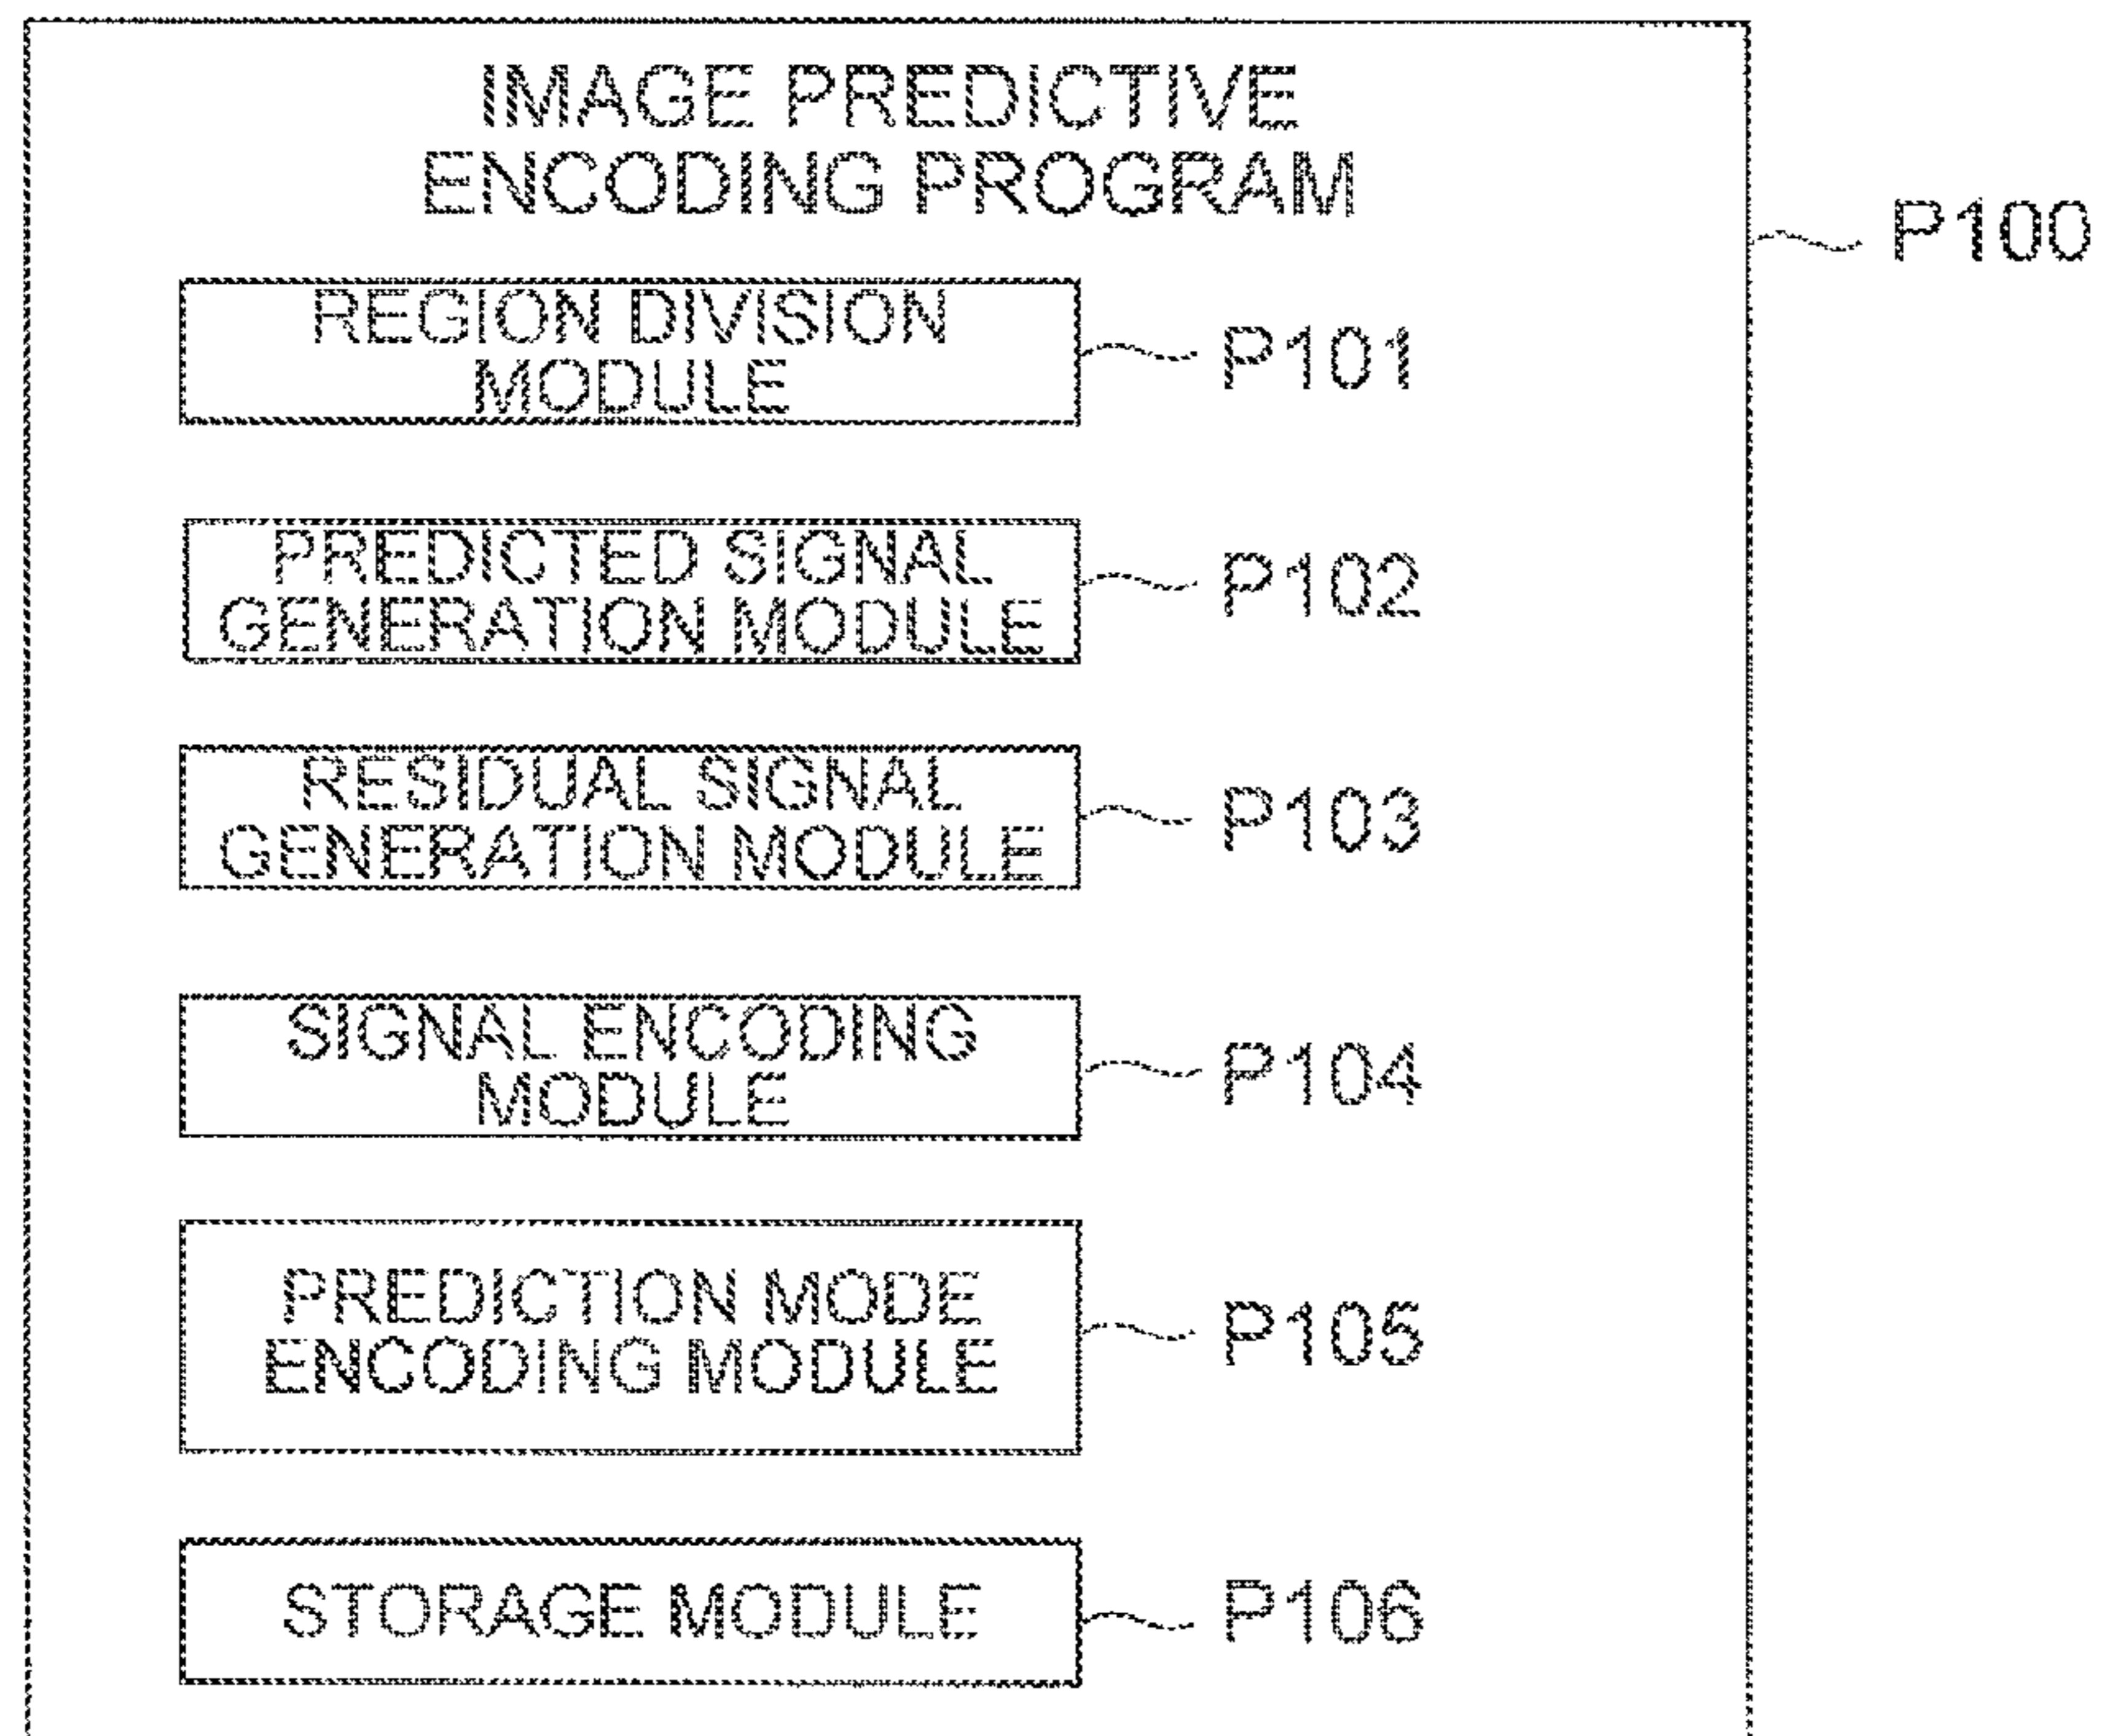 IMAGE PREDICTIVE
ENCODING PROGRAM
P100
REGION DIVISION
MODULE
P101
PREDICTED SIGNAL
GENERATION MODULE
P102
RESIDUAL SIGNAL
GENERATION MODULE
P103
SIGNAL ENCODING
MODULE
P104
PREDICTION MODE
ENCODING MODULE
P105
STORAGE MODULE
P106